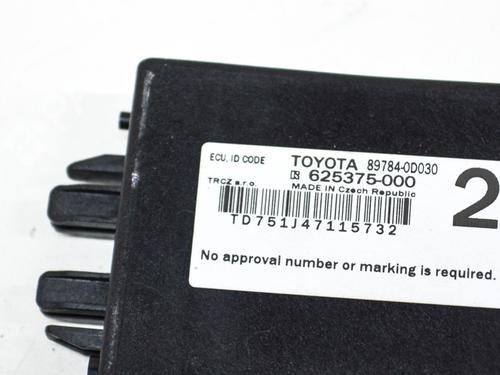 ECU, ID CODE TOYOTA 89784-0D030
TRCZ s.r.o. 625375-000
MADE IN Czech Republic
TD751J47115732
2
No approval number or marking is required.